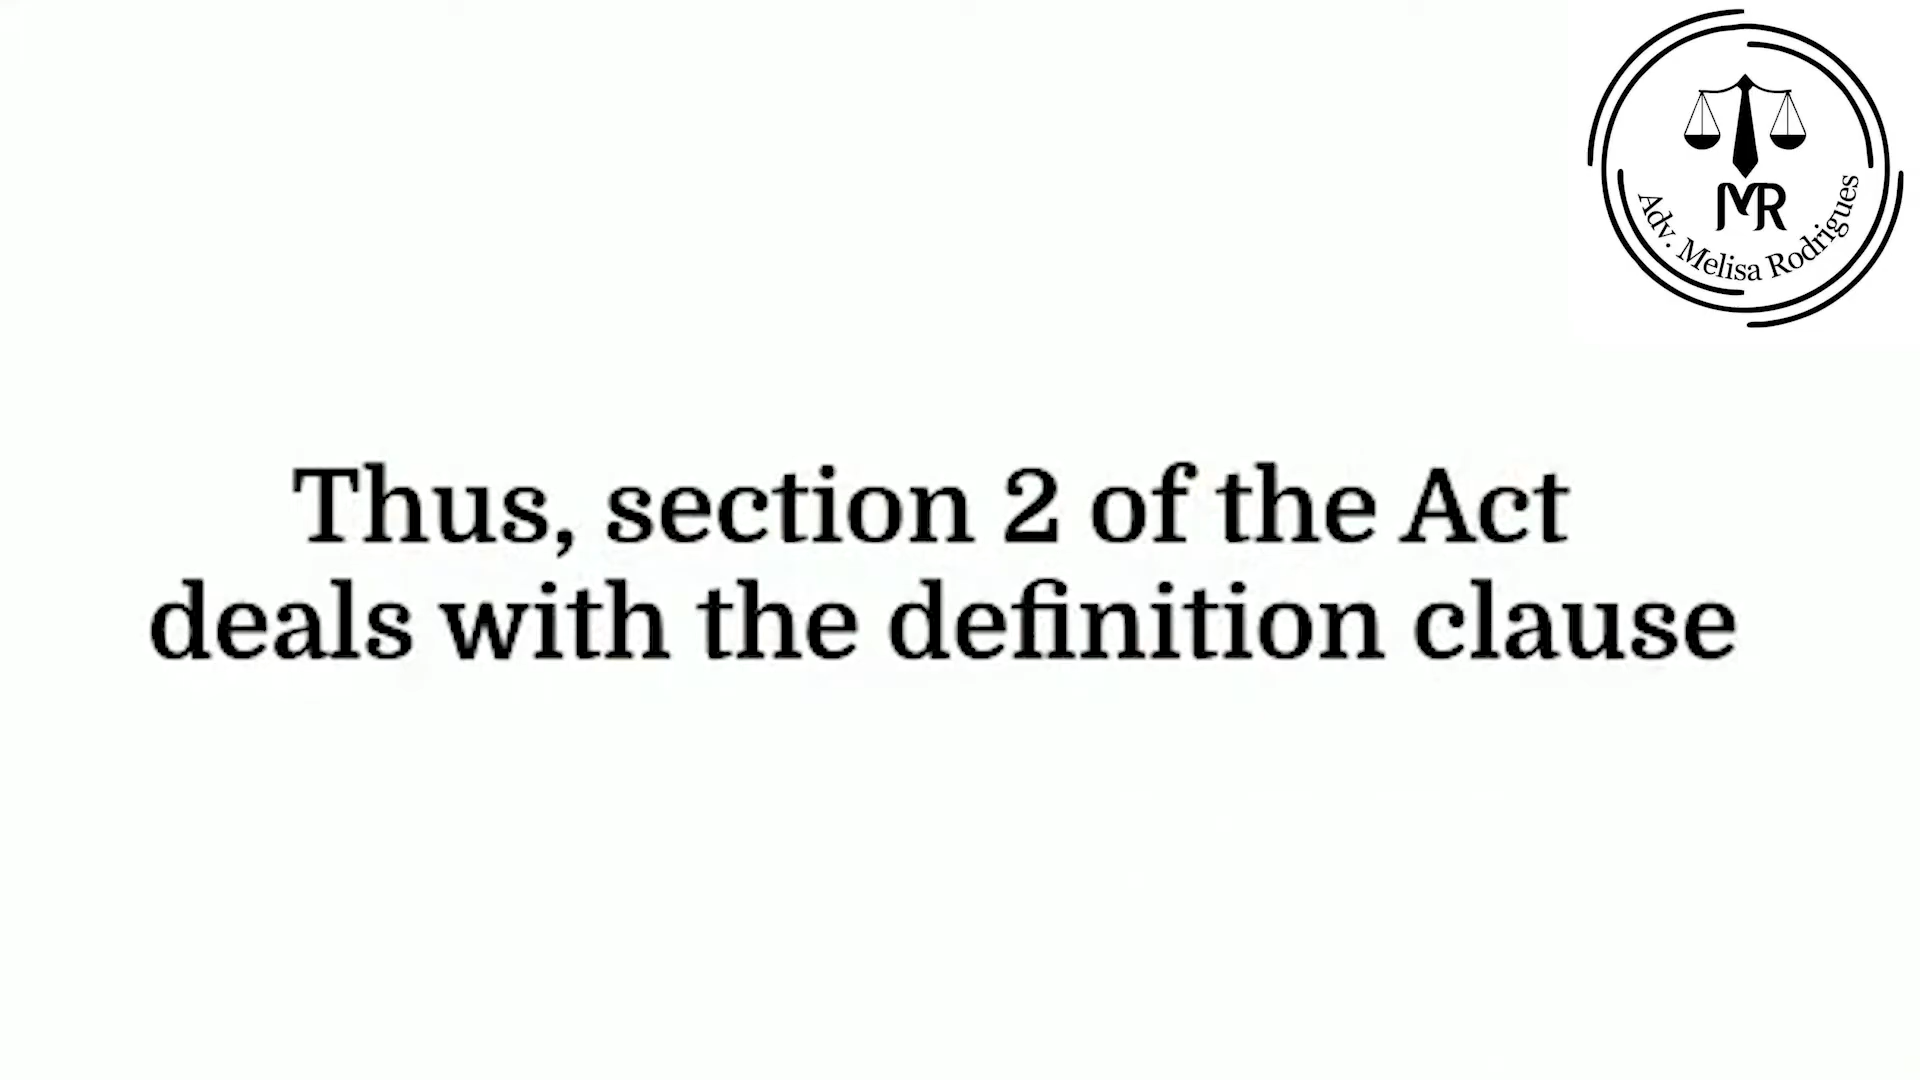 MR
Adv. Melisa Rodrigues
Thus, section 2 of the Act
deals with the definition clause